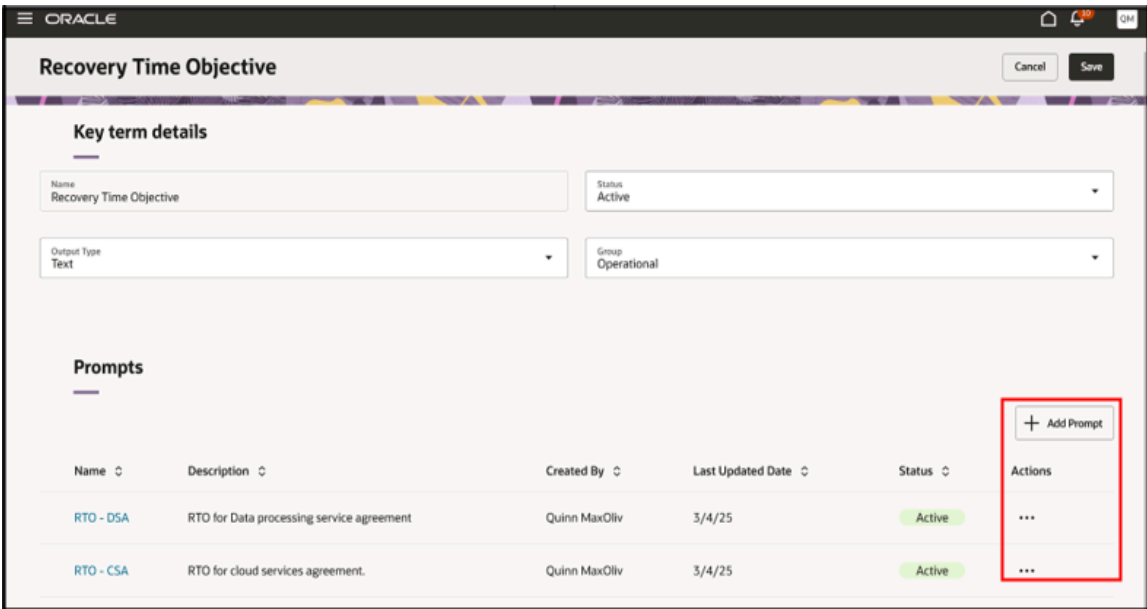 ORACLE
10
QM
Recovery Time Objective
Cancel
Save
Key term details
Name
Recovery Time Objective
Status
Active
Output Type
Text
Group
Operational
Prompts
+ Add Prompt
Name Description Created By Last Updated Date Status Actions
RTO - DSA RTO for Data processing service agreement Quinn MaxOliv 3/4/25 Active ...
RTO - CSA RTO for cloud services agreement. Quinn MaxOliv 3/4/25 Active ...